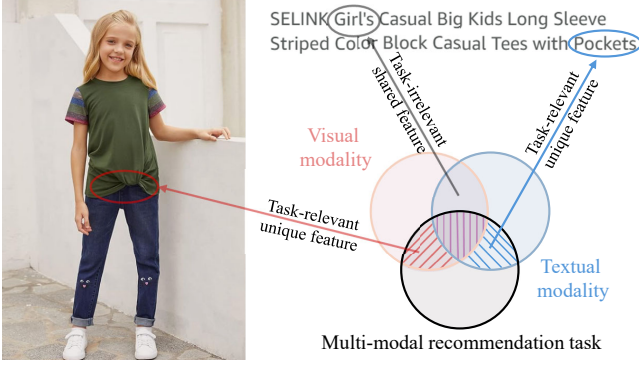 SELINK Girl's Casual Big Kids Long Sleeve
Striped Color Block Casual Tees with Pockets
Task-irrelevant
shared feature
Task-relevant
unique feature
Visual
modality
Task-relevant
unique feature
Textual
modality
Multi-modal recommendation task